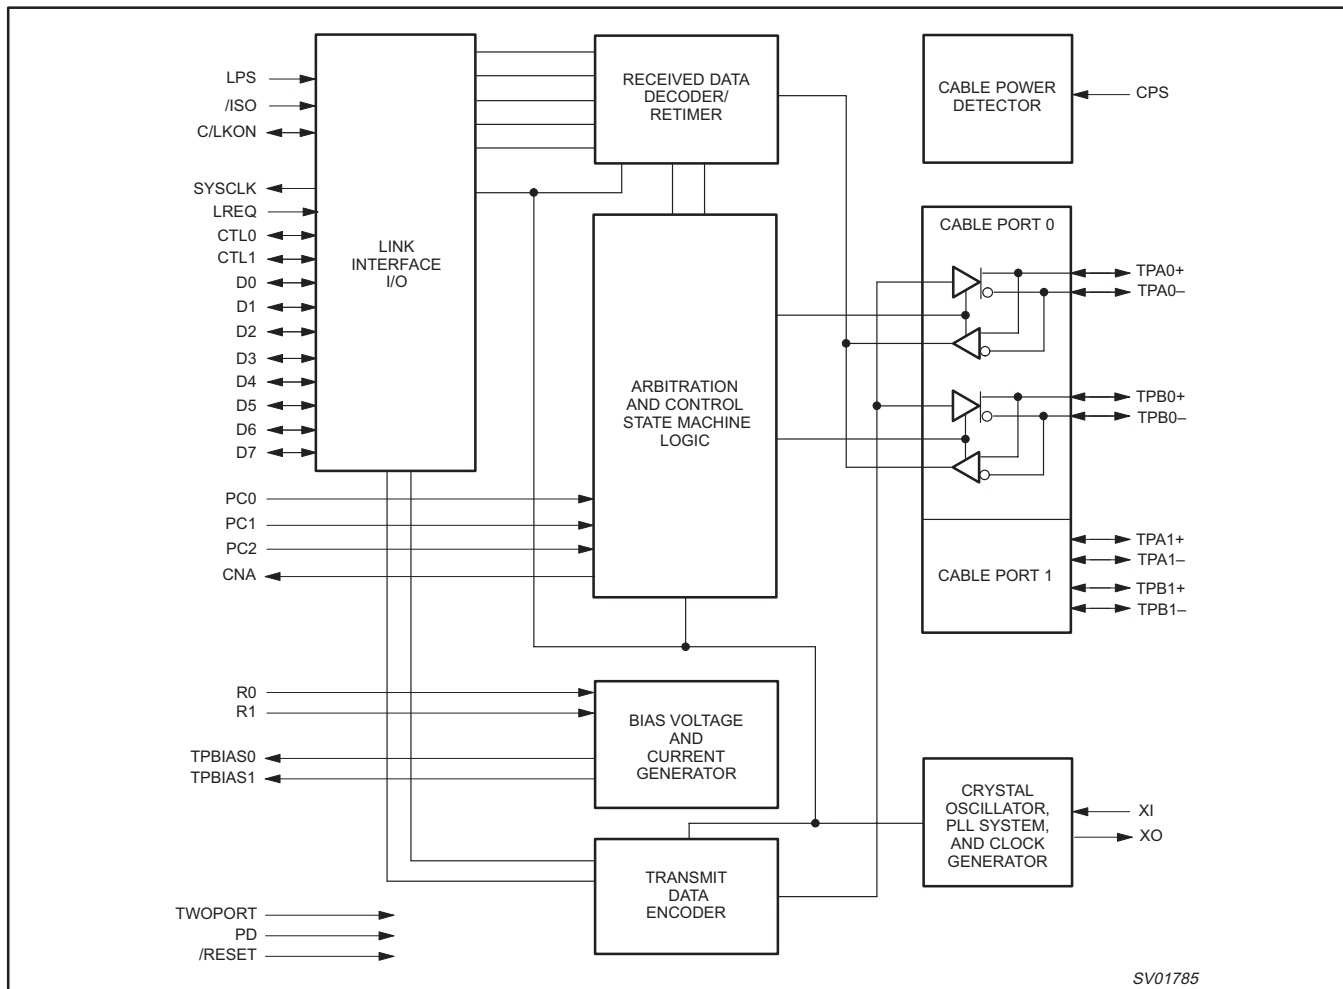 LPS
/ISO
C/LKON
SYSCLK
LREQ
CTL0
CTL1
D0
D1
D2
D3
D4
D5
D6
D7
PC0
PC1
PC2
CNA
R0
R1
TPBIAS0
TPBIAS1
TWOPORT
PD
/RESET
LINK
INTERFACE
I/O
RECEIVED DATA
DECODER/
RETIMER
ARBITRATION
AND CONTROL
STATE MACHINE
LOGIC
BIAS VOLTAGE
AND
CURRENT
GENERATOR
TRANSMIT
DATA
ENCODER
CABLE POWER
DETECTOR
CPS
CABLE PORT 0
TPA0+
TPA0–
TPB0+
TPB0–
CABLE PORT 1
TPA1+
TPA1–
TPB1+
TPB1–
CRYSTAL
OSCILLATOR,
PLL SYSTEM,
AND CLOCK
GENERATOR
XI
XO
SV01785